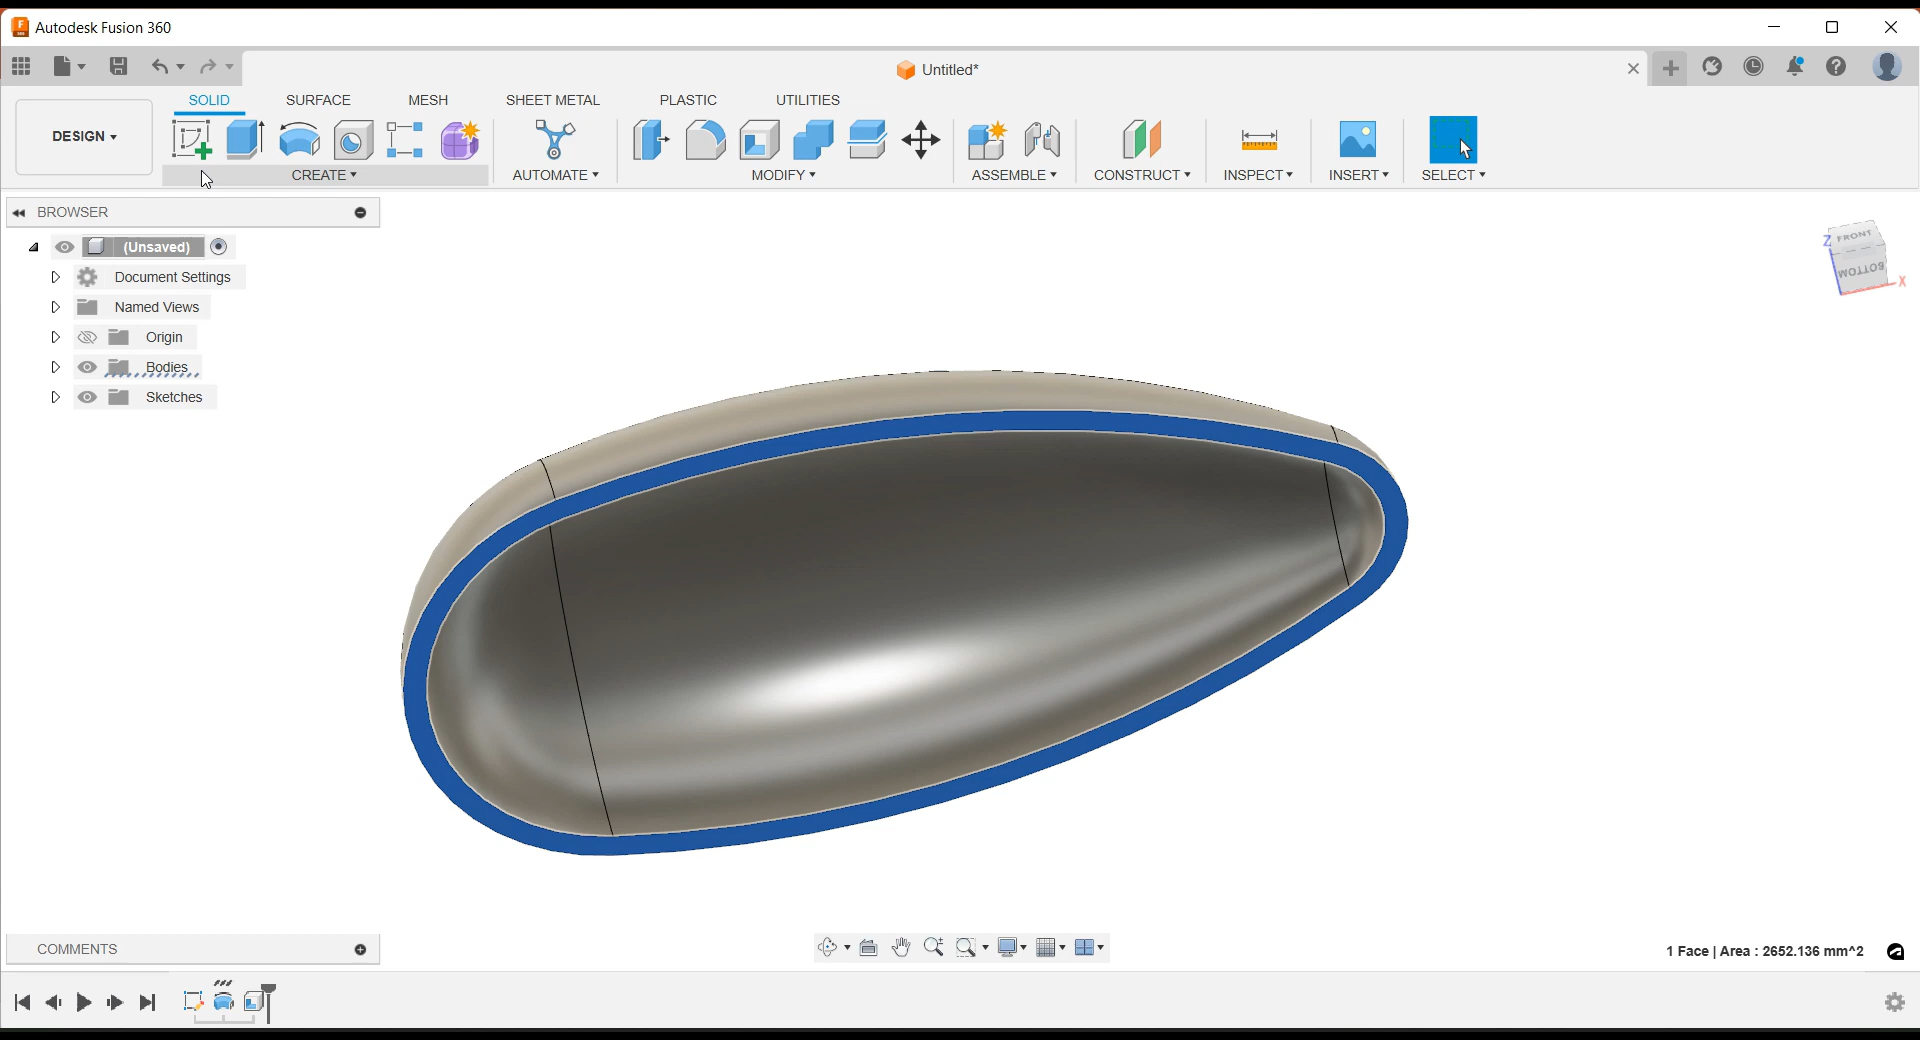 Autodesk Fusion 360
Untitled*
SOLID SURFACE MESH SHEET METAL PLASTIC UTILITIES
DESIGN
CREATE AUTOMATE MODIFY ASSEMBLE CONSTRUCT INSPECT INSERT SELECT
BROWSER
(Unsaved)
Document Settings
Named Views
Origin
Bodies
Sketches
Z FRONT
BOTTOM X
COMMENTS
1 Face | Area : 2652.136 mm^2